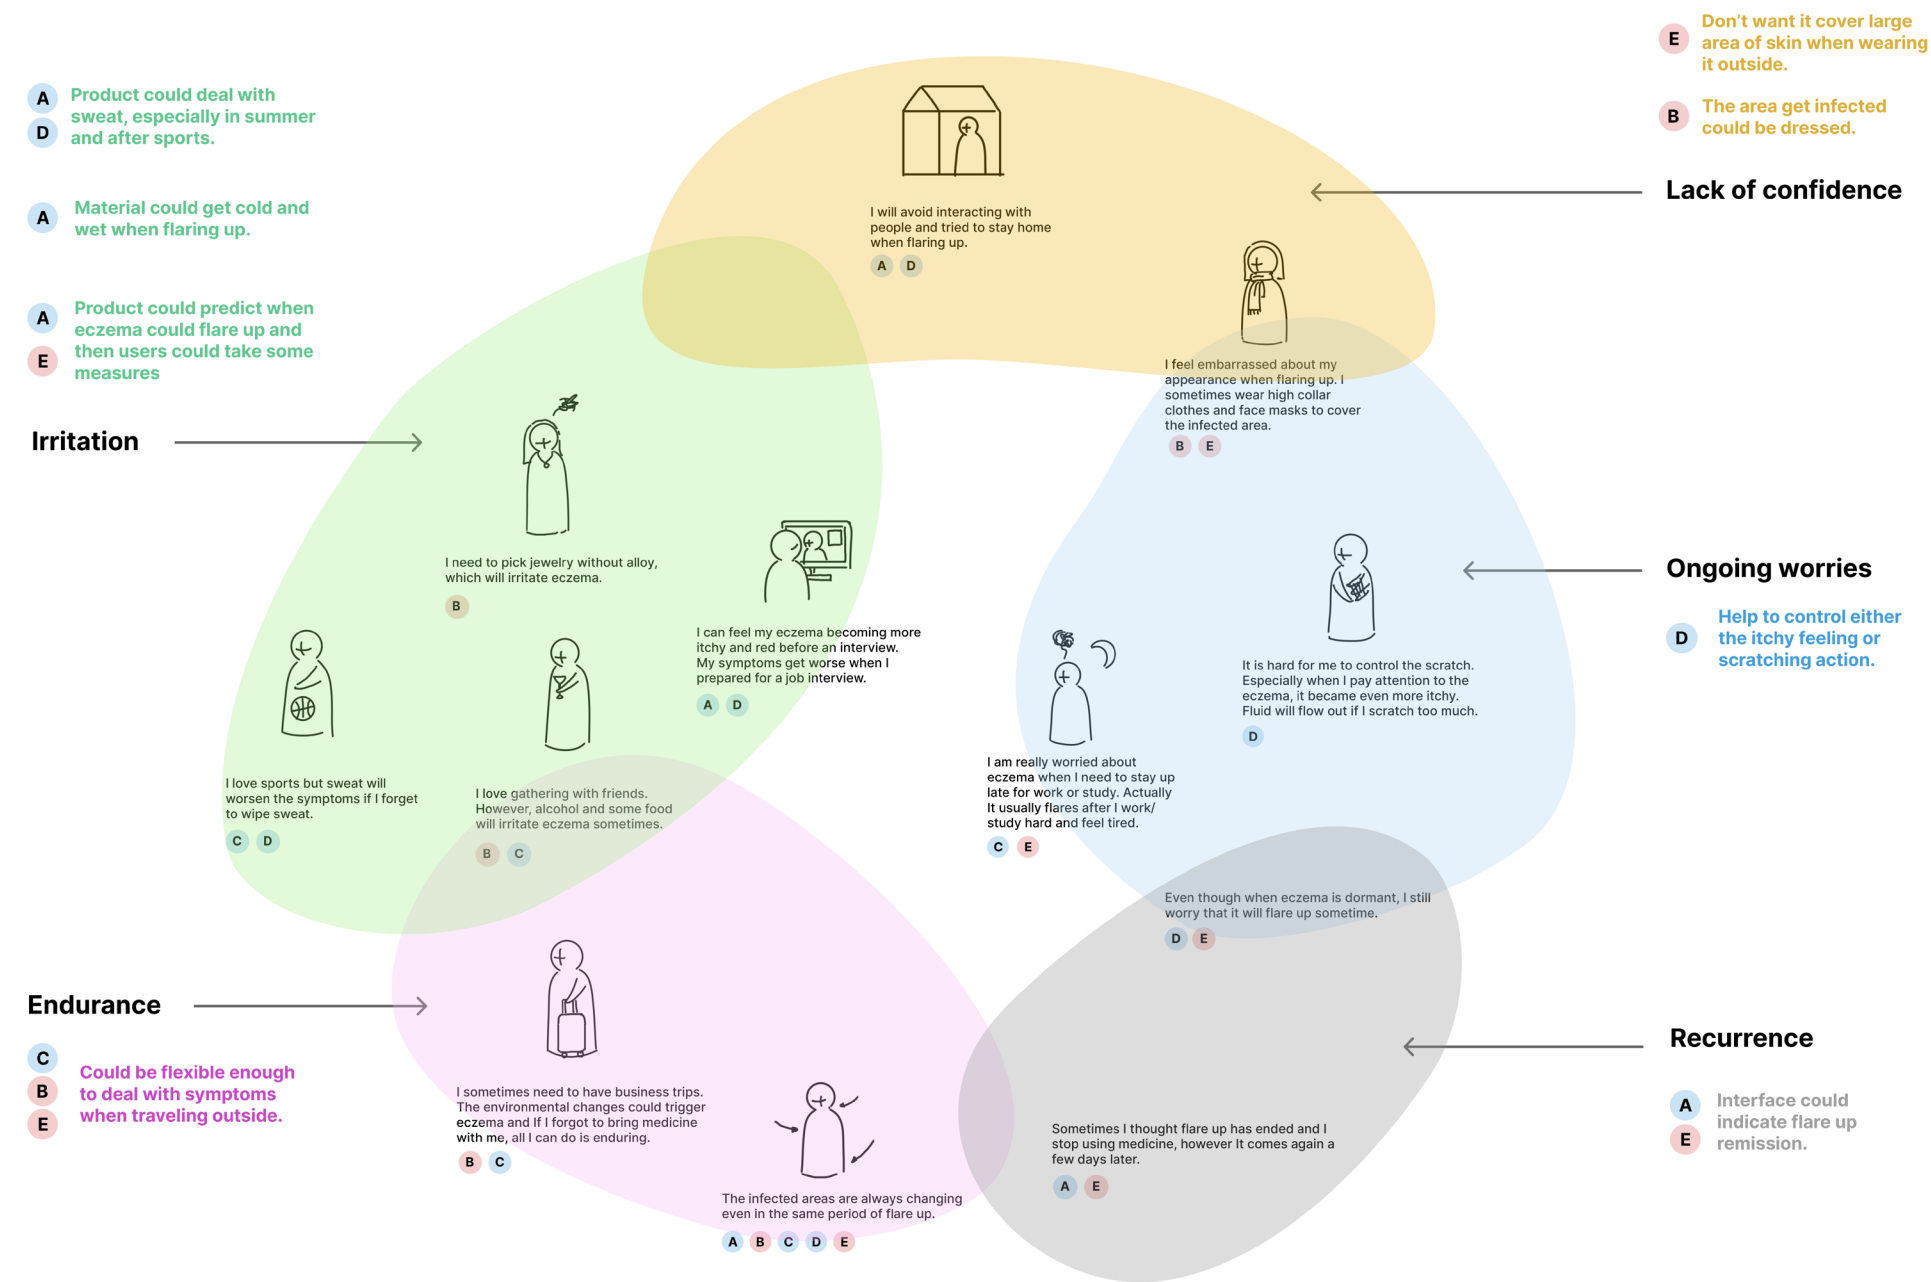 A
D
Product could deal with
sweat, especially in summer
and after sports.
A
Material could get cold and
wet when flaring up.
A
E
Product could predict when
eczema could flare up and
then users could take some
measures
Irritation
E
Don't want it cover large
area of skin when wearing
it outside.
B
The area get infected
could be dressed.
Lack of confidence
I will avoid interacting with
people and tried to stay home
when flaring up.
A D
I feel embarrassed about my
appearance when flaring up. I
sometimes wear high collar
clothes and face masks to cover
the infected area.
B E
I need to pick jewelry without alloy,
which will irritate eczema.
B
I can feel my eczema becoming more
itchy and red before an interview.
My symptoms get worse when I
prepared for a job interview.
A D
I love sports but sweat will
worsen the symptoms if I forget
to wipe sweat.
C D
I love gathering with friends.
However, alcohol and some food
will irritate eczema sometimes.
B C
Ongoing worries
D
Help to control either
the itchy feeling or
scratching action.
It is hard for me to control the scratch.
Especially when I pay attention to the
eczema, it became even more itchy.
Fluid will flow out if I scratch too much.
D
I am really worried about
eczema when I need to stay up
late for work or study. Actually
It usually flares after I work/
study hard and feel tired.
C E
Even though when eczema is dormant, I still
worry that it will flare up sometime.
D E
Endurance
C
B
E
Could be flexible enough
to deal with symptoms
when traveling outside.
I sometimes need to have business trips.
The environmental changes could trigger
eczema and If I forgot to bring medicine
with me, all I can do is enduring.
B C
The infected areas are always changing
even in the same period of flare up.
A B C D E
Sometimes I thought flare up has ended and I
stop using medicine, however It comes again a
few days later.
A E
Recurrence
A
E
Interface could
indicate flare up
remission.